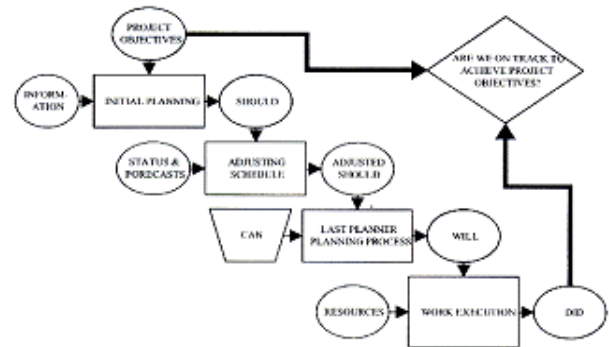 PROJECT
OBJECTIVES
ARE WE ON TRACK TO
ACHIEVE PROJECT
OBJECTIVES?
INFORM-
ATION
INITIAL PLANNING
SHOULD
STATUS &
FORDCASTS
ADJUSTING
SCHEDULE
ADJUSTED
SHOULD
CAN
LAST PLANNER
PLANNING PROCESS
WILL
RESOURCES
WORK EXECUTION
DID